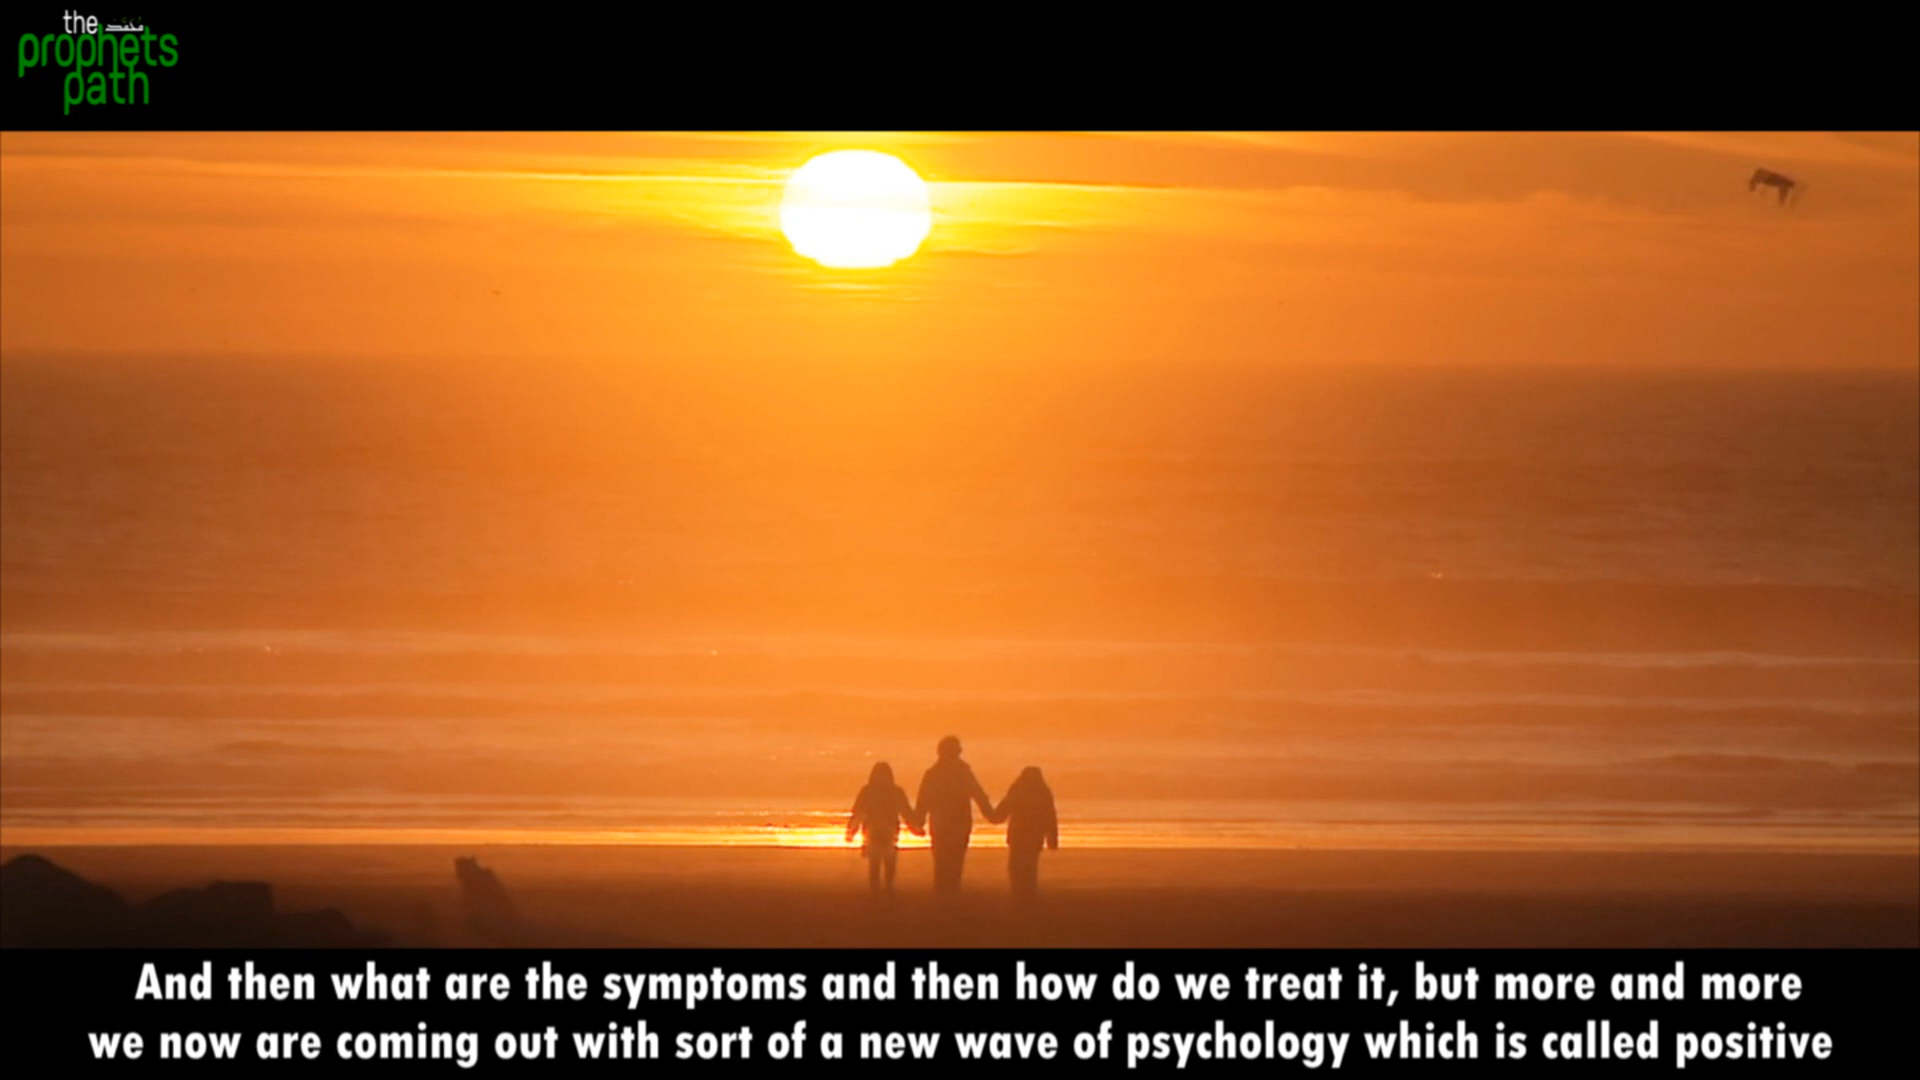 the محمد
prophets
path
And then what are the symptoms and then how do we treat it, but more and more
we now are coming out with sort of a new wave of psychology which is called positive